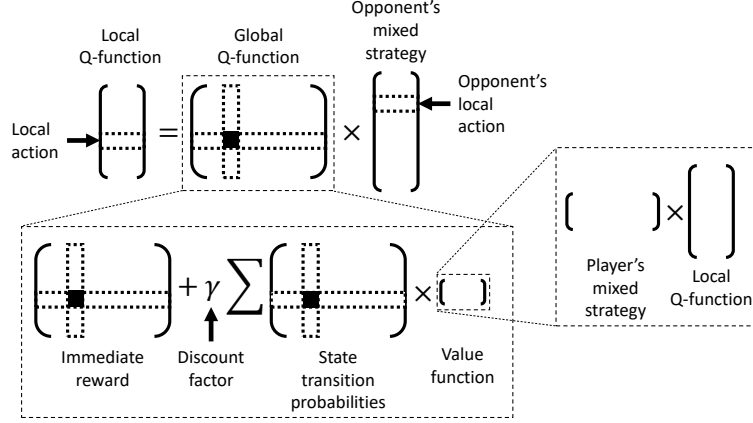 Local
Q-function
Global
Q-function
Opponent's
mixed
strategy
Local
action
=
×
Opponent's
local
action
+ γ ∑
×
×
Immediate
reward
Discount
factor
State
transition
probabilities
Value
function
Player's
mixed
strategy
Local
Q-function